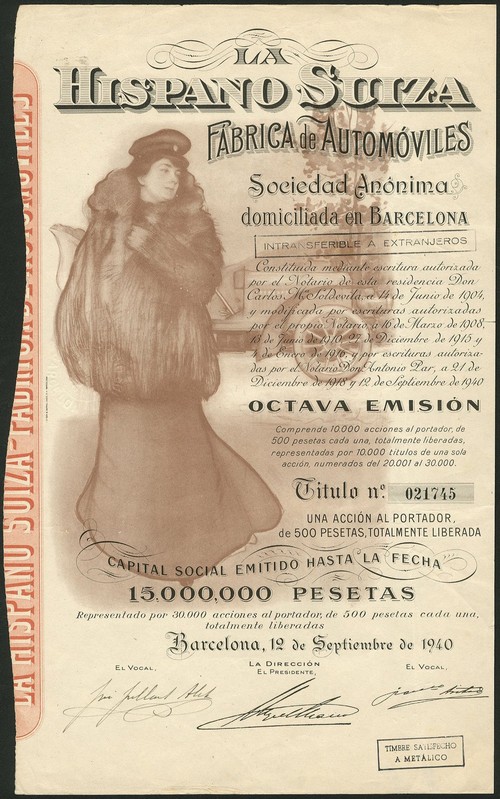 LA
HISPANO SUIZA
FÁBRICA de AUTOMÓVILES
Sociedad Anónima
domiciliada en BARCELONA
INTRANSFERIBLE A EXTRANJEROS
Constituida mediante escritura autorizada
por el Notario de esta residencia Don
Carlos M. Soldevila, a 14 de Junio de 1904,
y modificada por escrituras autorizadas
por el propio Notario a 16 de Marzo de 1908,
13 de Junio de 1910, 27 de Diciembre de 1915 y
4 de Enero de 1916, y por escrituras autoriza-
das por el Notario Don Antonio Par, a 21 de
Diciembre de 1918 y 12 de Septiembre de 1940
OCTAVA EMISIÓN
Comprende 10.000 acciones al portador, de
500 pesetas cada una, totalmente liberadas,
representadas por 10.000 títulos de una sola
acción, numerados del 20.001 al 30.000.
Título nº 021745
UNA ACCIÓN AL PORTADOR,
de 500 PESETAS, TOTALMENTE LIBERADA
CAPITAL SOCIAL EMITIDO HASTA LA FECHA
15.000,000 PESETAS
Representado por 30.000 acciones al portador, de 500 pesetas cada una,
totalmente liberadas
Barcelona, 12 de Septiembre de 1940
EL VOCAL,
LA DIRECCIÓN
EL PRESIDENTE,
EL VOCAL,
TIMBRE SATISFECHO
A METÁLICO
LA HISPANO SUIZA-FABRICA DE AUTOMOVILES